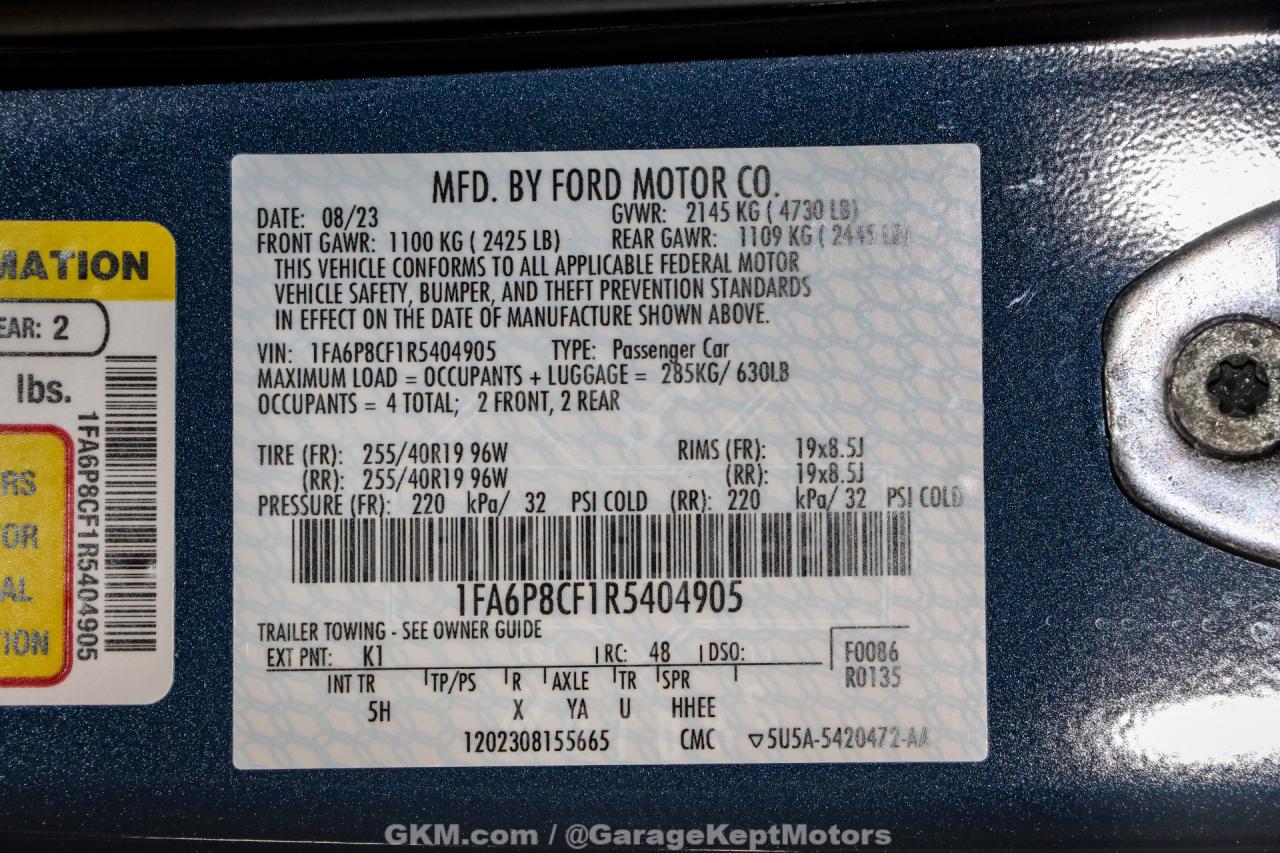 MATION
EAR: 2
lbs.
RS
OR
AL
ION
1FA6P8CF1R5404905
MFD. BY FORD MOTOR CO.
DATE: 08/23 GVWR: 2145 KG ( 4730 LB)
FRONT GAWR: 1100 KG ( 2425 LB) REAR GAWR: 1109 KG ( 2445 LB)
THIS VEHICLE CONFORMS TO ALL APPLICABLE FEDERAL MOTOR
VEHICLE SAFETY, BUMPER, AND THEFT PREVENTION STANDARDS
IN EFFECT ON THE DATE OF MANUFACTURE SHOWN ABOVE.
VIN: 1FA6P8CF1R5404905 TYPE: Passenger Car
MAXIMUM LOAD = OCCUPANTS + LUGGAGE = 285KG/ 630LB
OCCUPANTS = 4 TOTAL; 2 FRONT, 2 REAR
TIRE (FR): 255/40R19 96W RIMS (FR): 19x8.5J
(RR): 255/40R19 96W (RR): 19x8.5J
PRESSURE (FR): 220 kPa/ 32 PSI COLD (RR): 220 kPa/ 32 PSI COLD
1FA6P8CF1R5404905
TRAILER TOWING - SEE OWNER GUIDE
EXT PNT: K1 RC: 48 DSO: F0086
R0135
INT TR TP/PS R AXLE TR SPR
5H X YA U HHEE
1202308155665 CMC ▽5U5A-5420472-AA
GKM.com / @GarageKeptMotors